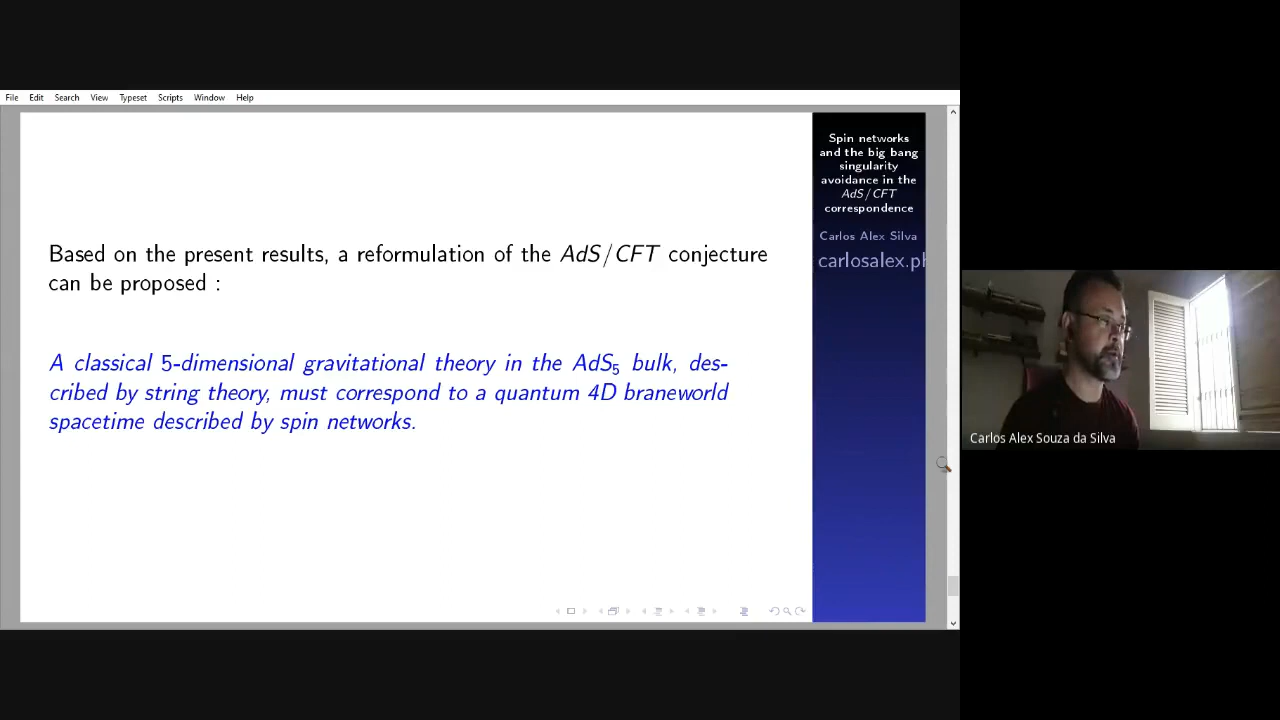 File Edit Search View Typeset Scripts Window Help
Based on the present results, a reformulation of the AdS/CFT conjecture
can be proposed :
A classical 5-dimensional gravitational theory in the AdS₅ bulk, des-
cribed by string theory, must correspond to a quantum 4D braneworld
spacetime described by spin networks.
Spin networks
and the big bang
singularity
avoidance in the
AdS/CFT
correspondence
Carlos Alex Silva
carlosalex.ph
Carlos Alex Souza da Silva